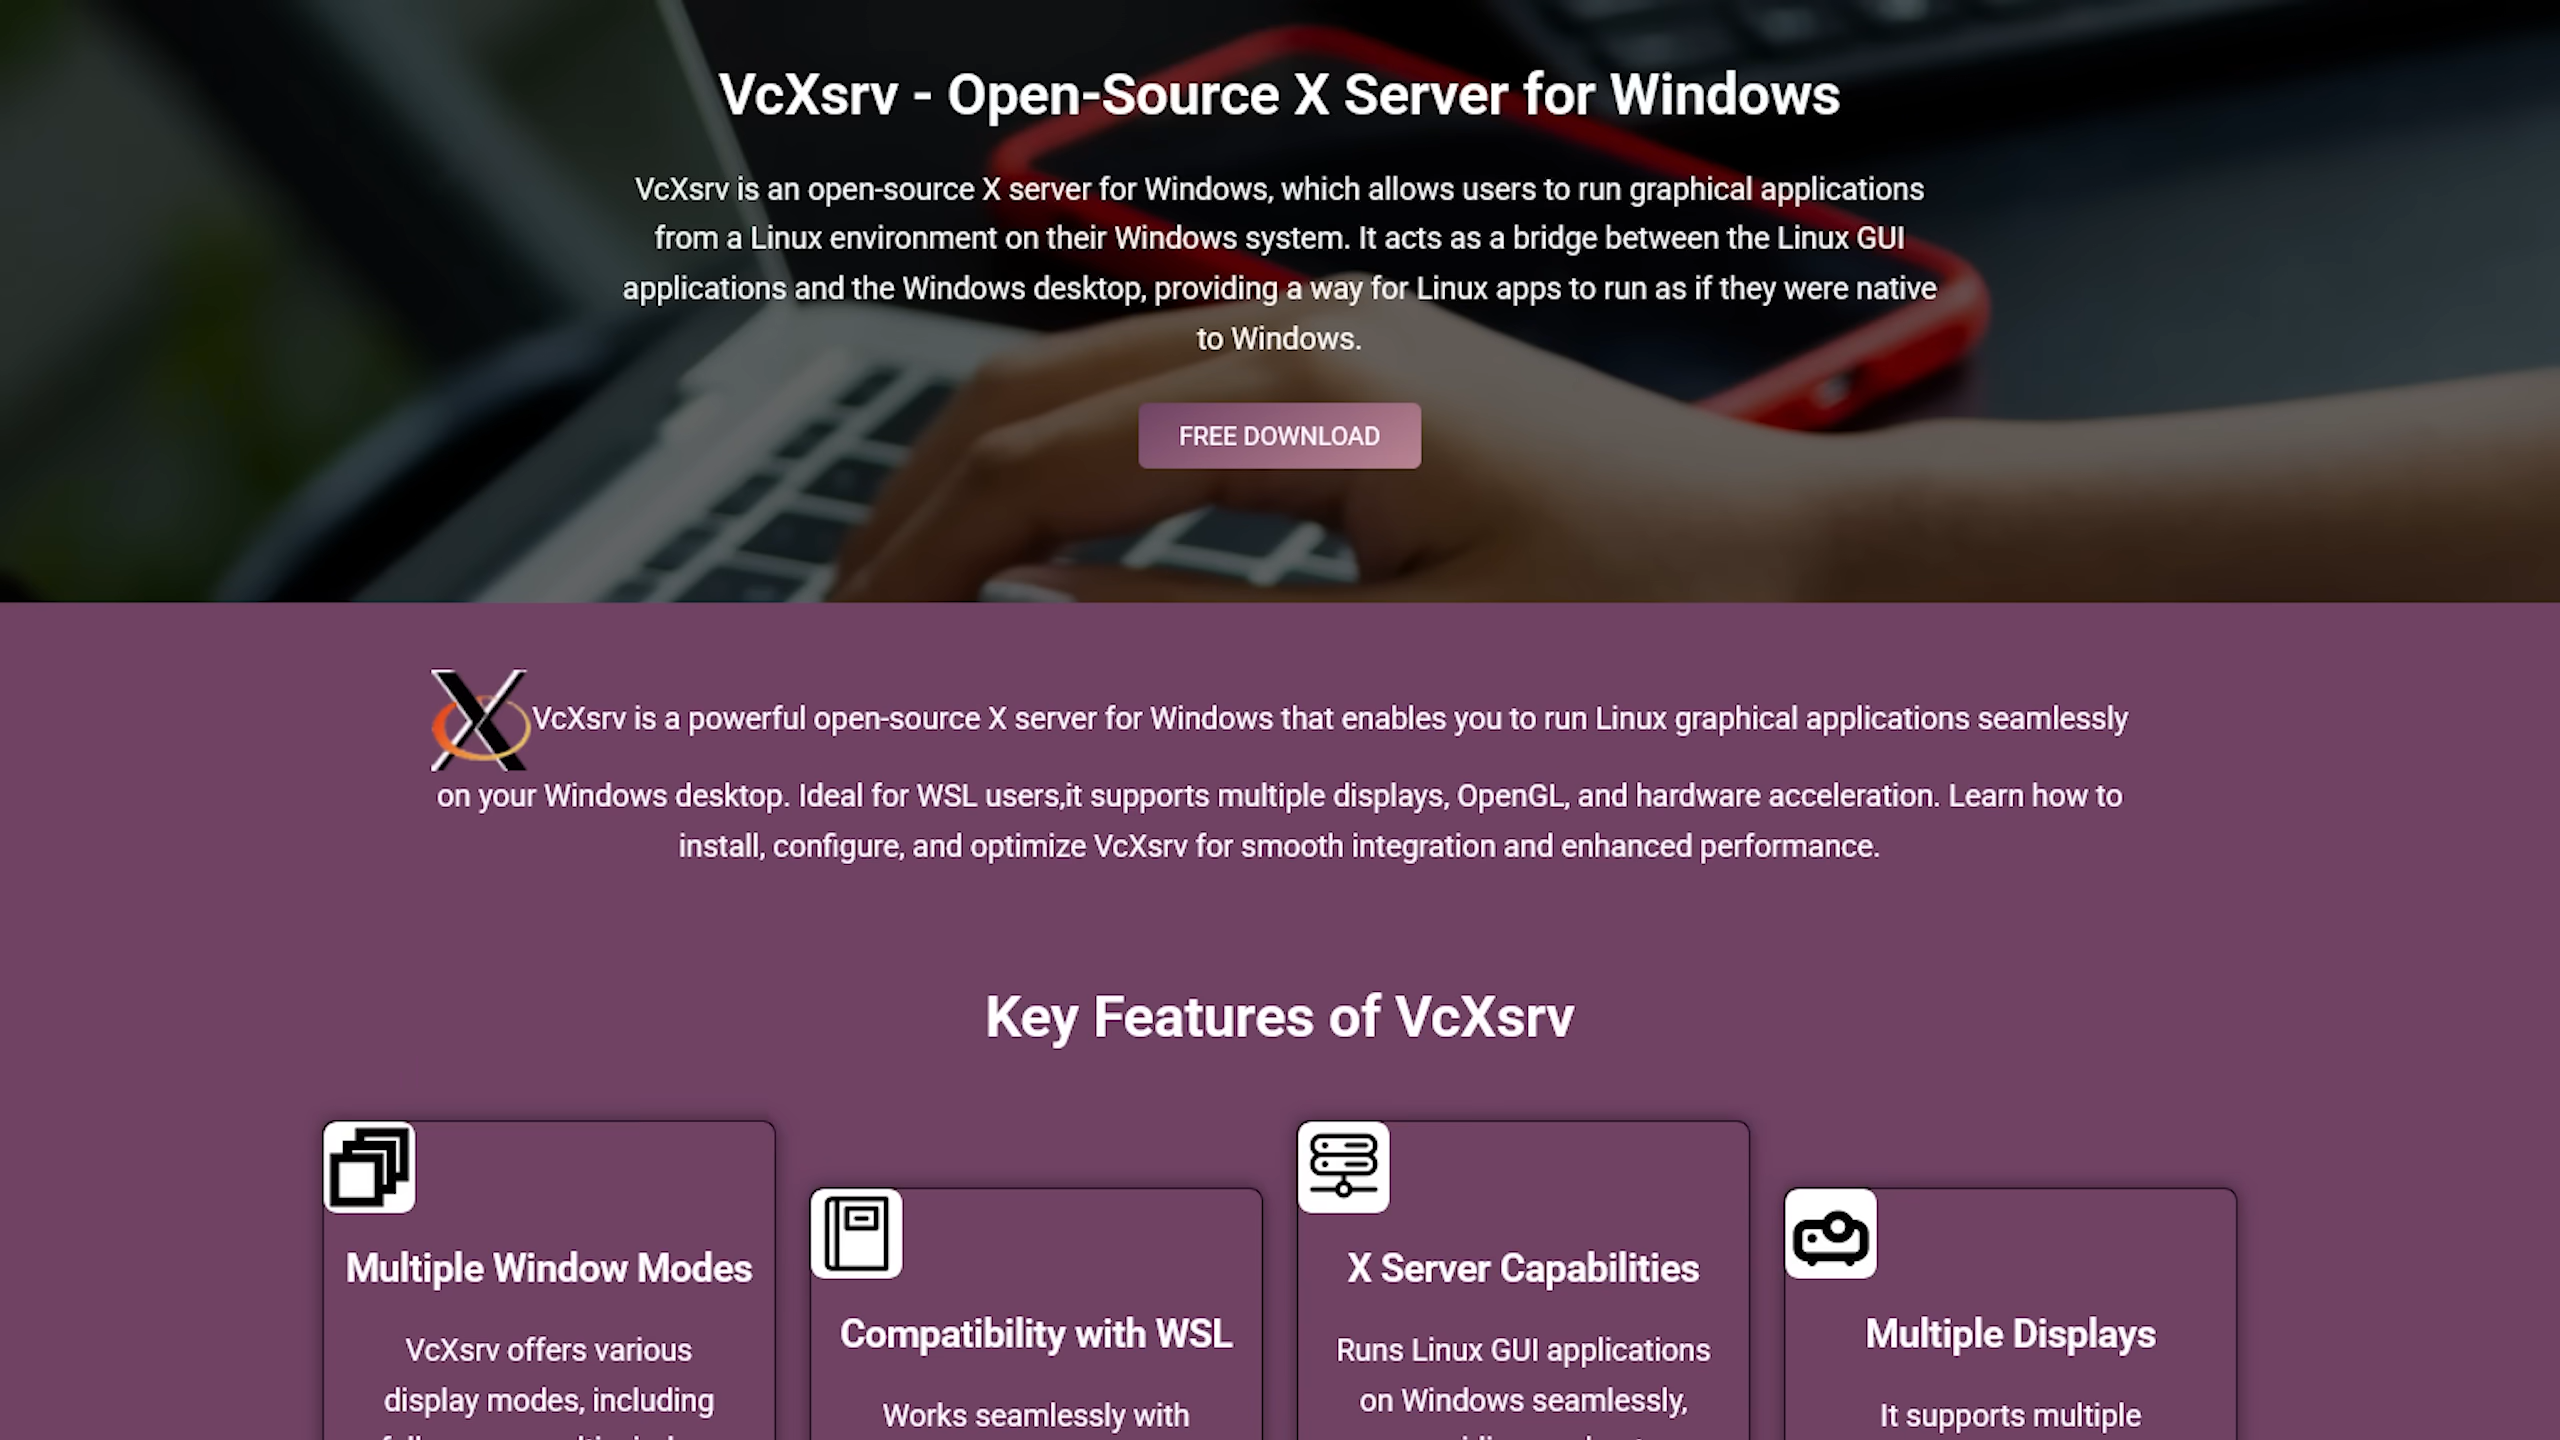 VcXsrv - Open-Source X Server for Windows
VcXsrv is an open-source X server for Windows, which allows users to run graphical applications
from a Linux environment on their Windows system. It acts as a bridge between the Linux GUI
applications and the Windows desktop, providing a way for Linux apps to run as if they were native
to Windows.
FREE DOWNLOAD
VcXsrv is a powerful open-source X server for Windows that enables you to run Linux graphical applications seamlessly
on your Windows desktop. Ideal for WSL users,it supports multiple displays, OpenGL, and hardware acceleration. Learn how to
install, configure, and optimize VcXsrv for smooth integration and enhanced performance.
Key Features of VcXsrv
Multiple Window Modes
VcXsrv offers various
display modes, including
Compatibility with WSL
Works seamlessly with
X Server Capabilities
Runs Linux GUI applications
on Windows seamlessly,
Multiple Displays
It supports multiple